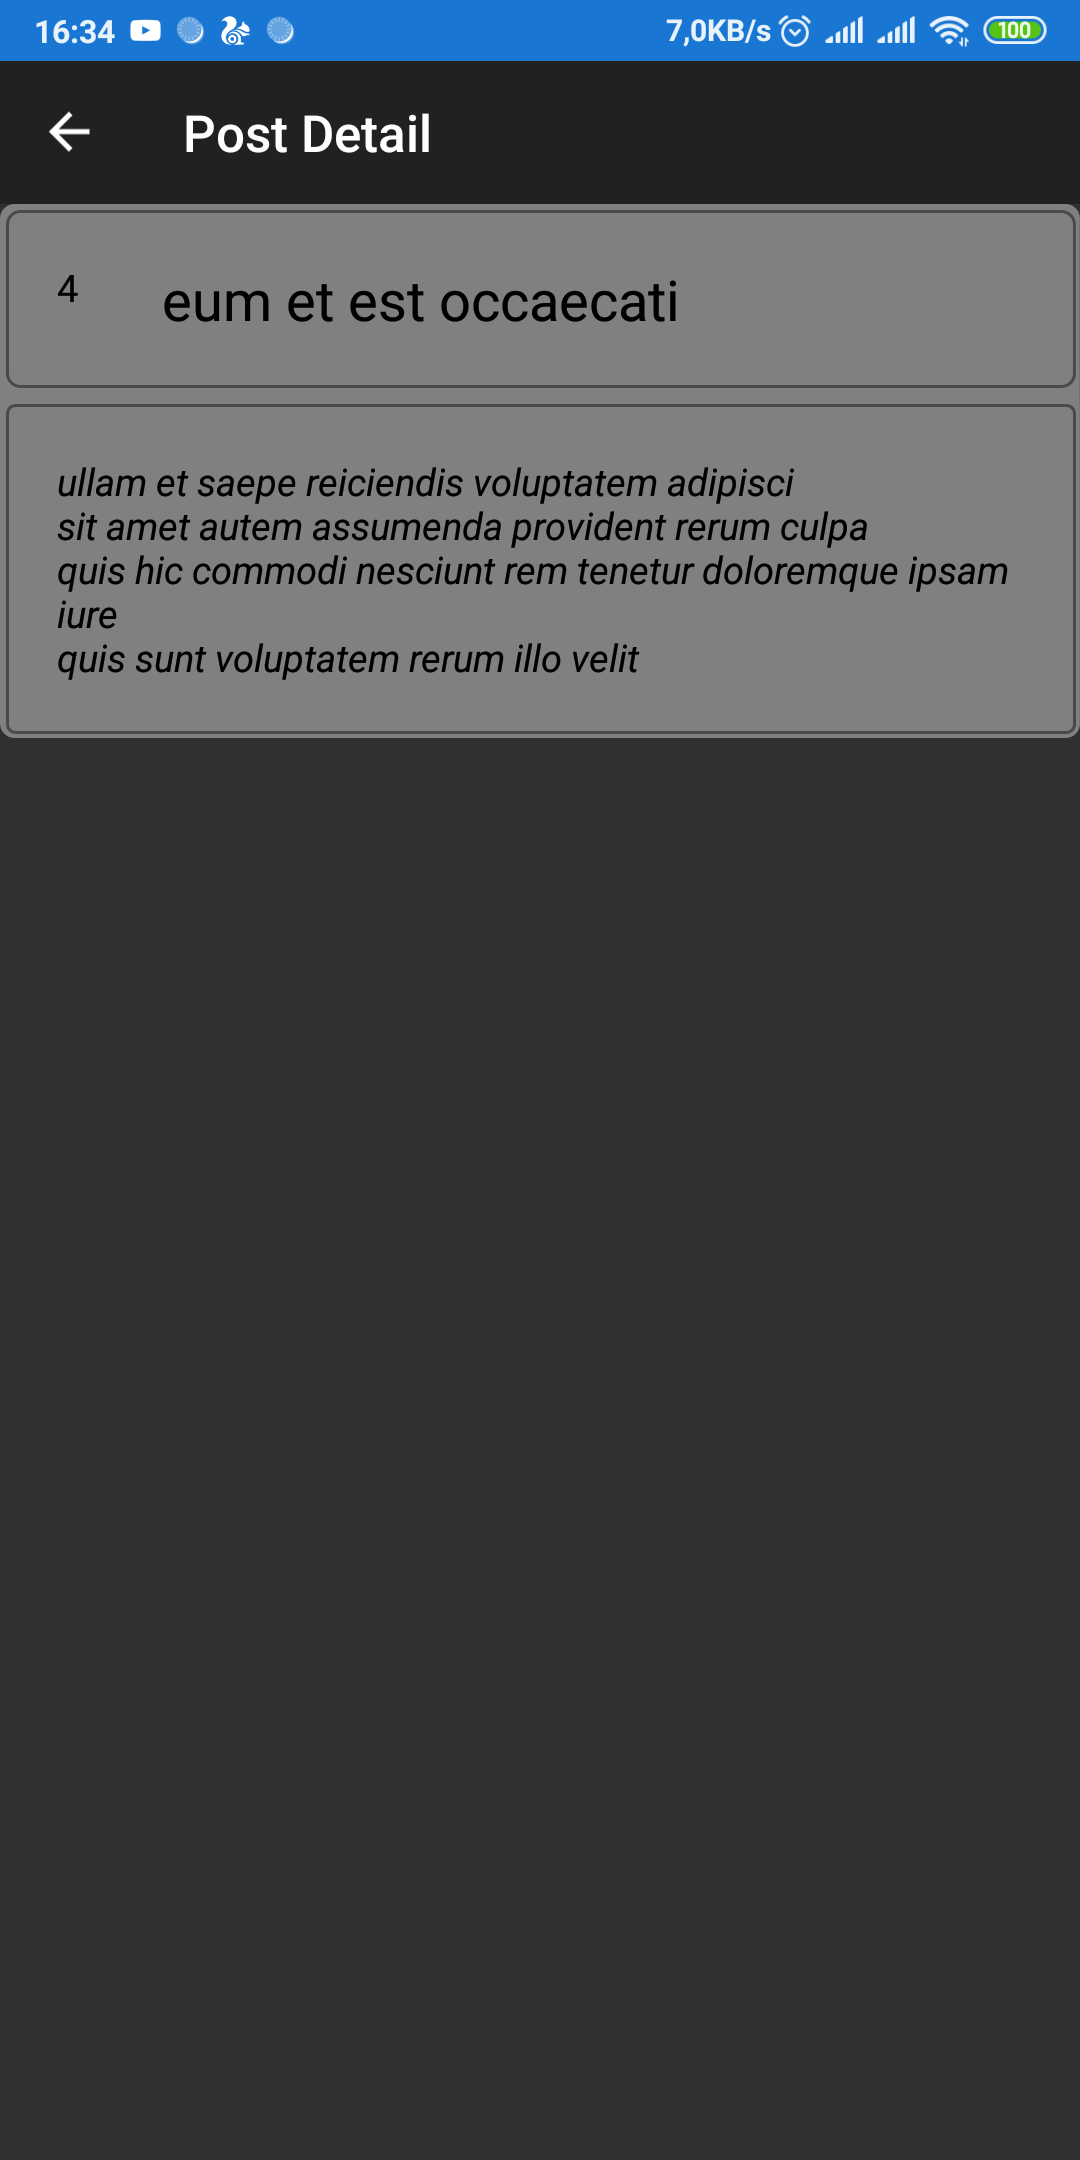 16:34 7,0KB/s 100
Post Detail
4 eum et est occaecati
ullam et saepe reiciendis voluptatem adipisci
sit amet autem assumenda provident rerum culpa
quis hic commodi nesciunt rem tenetur doloremque ipsam
iure
quis sunt voluptatem rerum illo velit